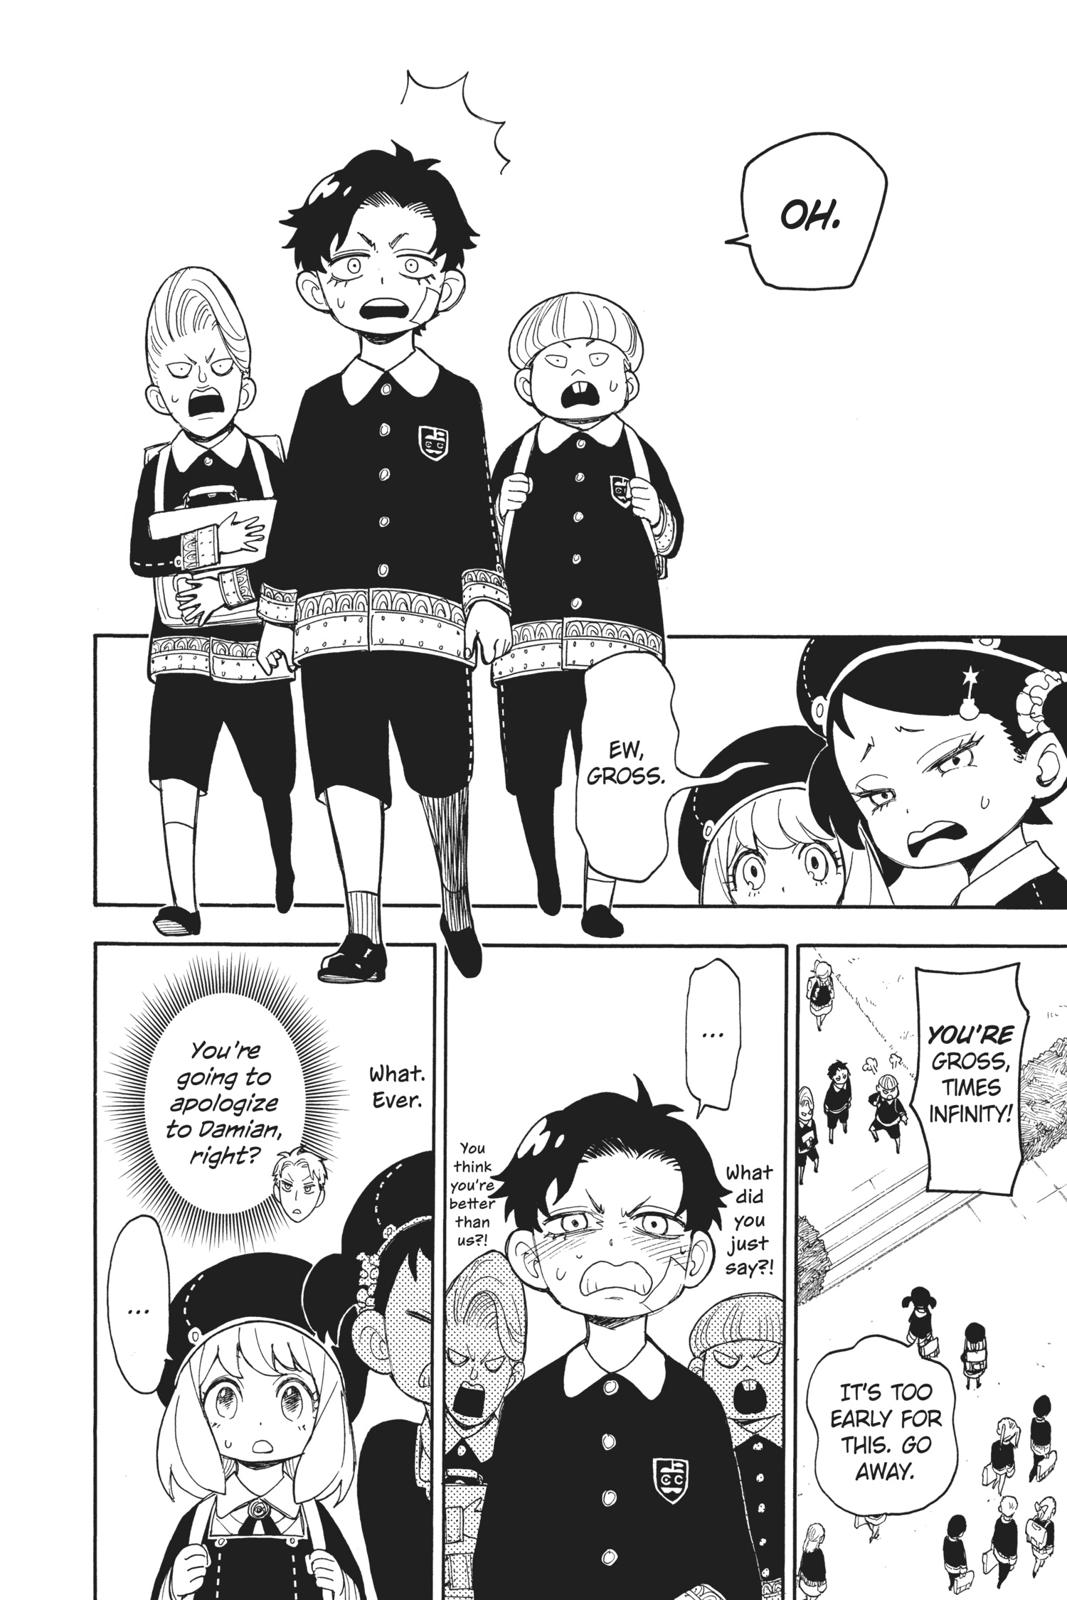 OH.
EW,
GROSS.
YOU'RE
GROSS,
TIMES
INFINITY!
IT'S TOO
EARLY FOR
THIS. GO
AWAY.
...
What
did
you
just
say?!
You
think
you're
better
than
us?!
What.
Ever.
You're
going to
apologize
to Damian,
right?
...